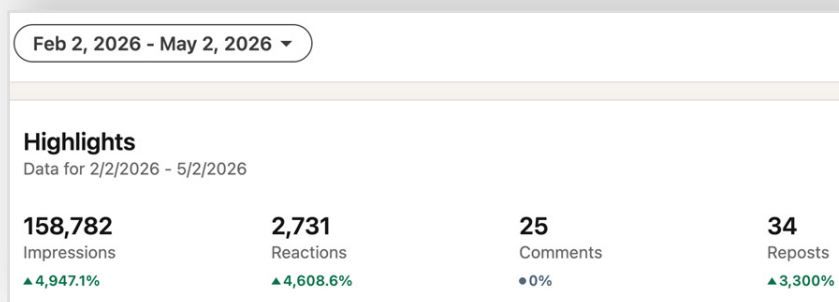 Feb 2, 2026 - May 2, 2026
Highlights
Data for 2/2/2026 - 5/2/2026
158,782 2,731 25 34
Impressions Reactions Comments Reposts
▲4,947.1% ▲4,608.6% •0% ▲3,300%